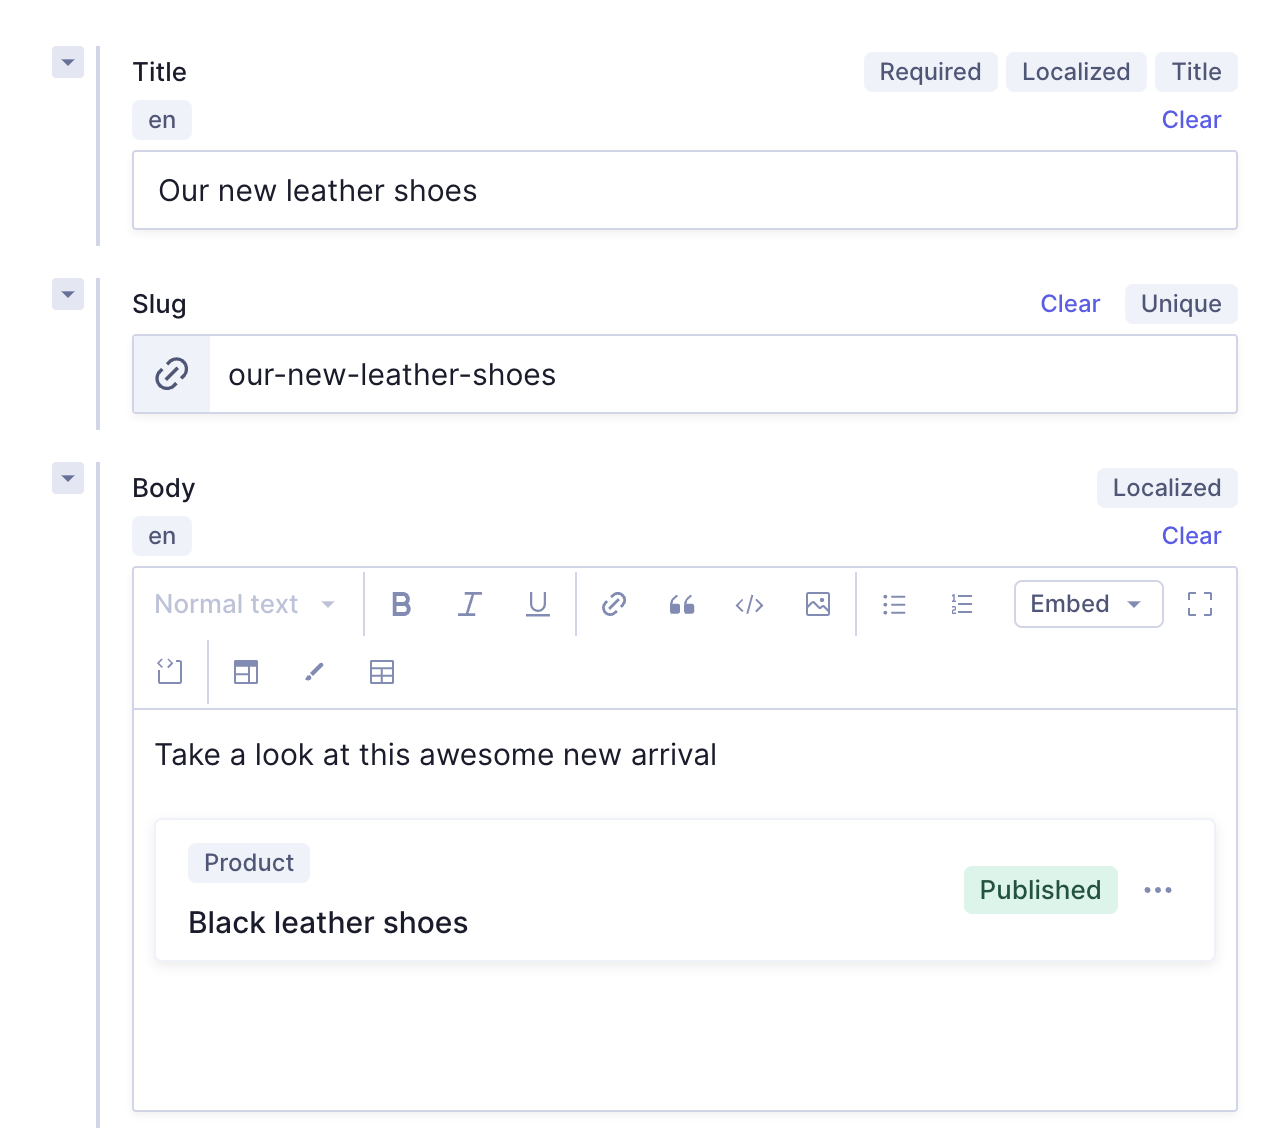 Title Required Localized Title
en Clear
Our new leather shoes
Slug Clear Unique
our-new-leather-shoes
Body Localized
en Clear
Normal text B I U Embed
Take a look at this awesome new arrival
Product
Published
Black leather shoes